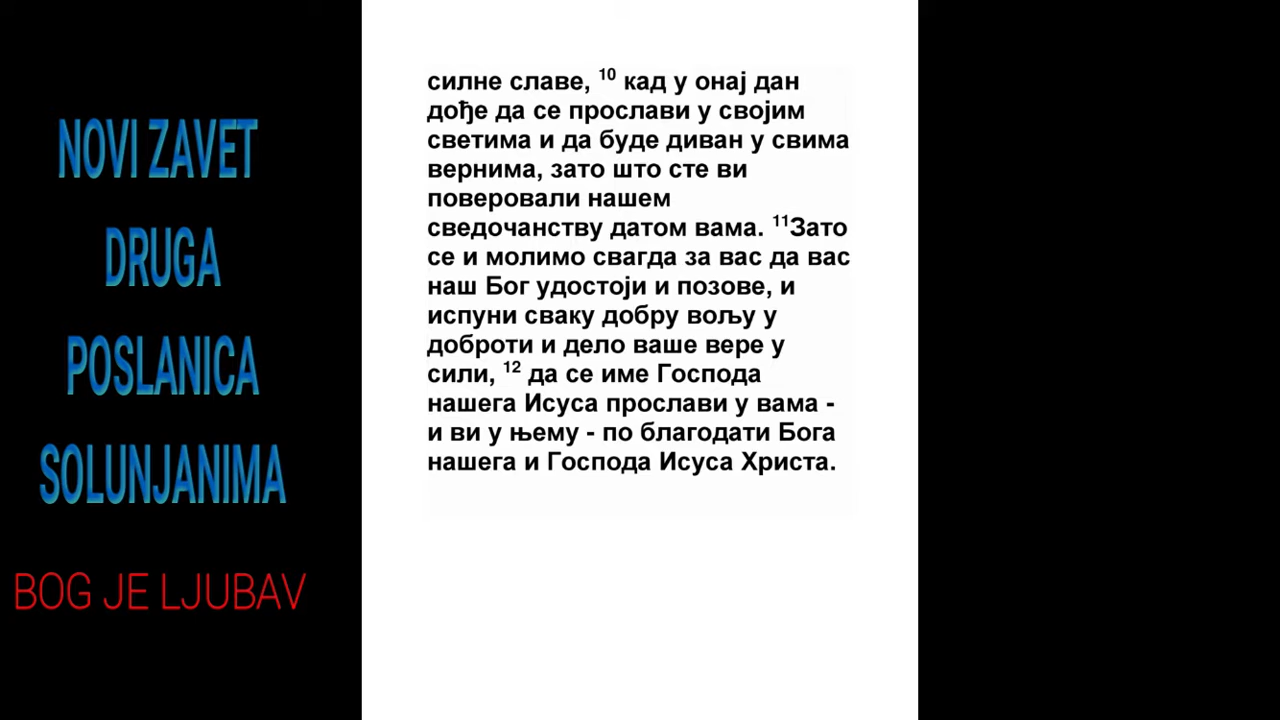 NOVI ZAVET
DRUGA
POSLANICA
SOLUNJANIMA
BOG JE LJUBAV
силне славе, 10 кад у онај дан
дође да се прослави у својим
светима и да буде диван у свима
вернима, зато што сте ви
поверовали нашем
сведочанству датом вама. 11Зато
се и молимо свагда за вас да вас
наш Бог удостоји и позове, и
испуни сваку добру вољу у
доброти и дело ваше вере у
сили, 12 да се име Господа
нашега Исуса прослави у вама -
и ви у њему - по благодати Бога
нашега и Господа Исуса Христа.